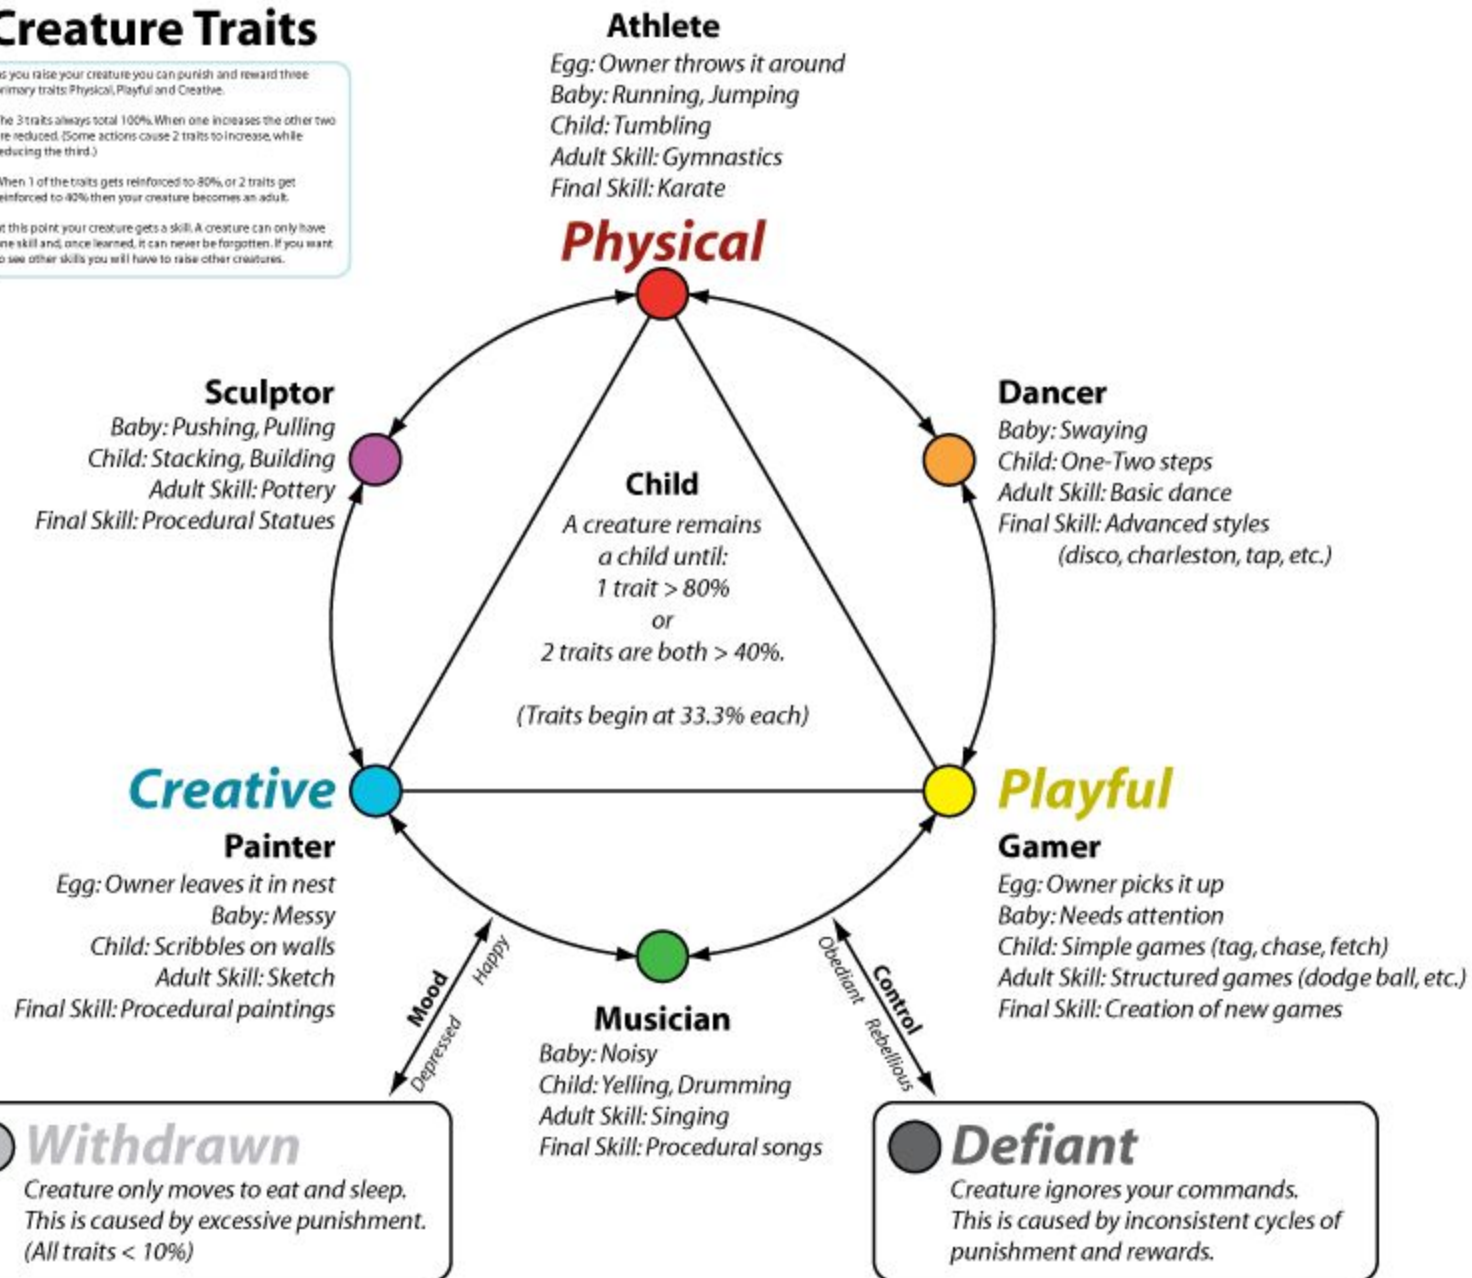 Creature Traits
s you raise your creature you can punish and reward three
rimary traits: Physical, Playful and Creative.
he 3 traits always total 100%. When one increases the other two
re reduced. (Some actions cause 2 traits to increase, while
educing the third.)
When 1 of the traits gets reinforced to 80%, or 2 traits get
einforced to 40% then your creature becomes an adult.
t this point your creature gets a skill. A creature can only have
ne skill and, once learned, it can never be forgotten. If you want
o see other skills you will have to raise other creatures.
Athlete
Egg: Owner throws it around
Baby: Running, Jumping
Child: Tumbling
Adult Skill: Gymnastics
Final Skill: Karate
Physical
Sculptor
Baby: Pushing, Pulling
Child: Stacking, Building
Adult Skill: Pottery
Final Skill: Procedural Statues
Dancer
Baby: Swaying
Child: One-Two steps
Adult Skill: Basic dance
Final Skill: Advanced styles
(disco, charleston, tap, etc.)
Child
A creature remains
a child until:
1 trait > 80%
or
2 traits are both > 40%.
(Traits begin at 33.3% each)
Creative
Painter
Egg: Owner leaves it in nest
Baby: Messy
Child: Scribbles on walls
Adult Skill: Sketch
Final Skill: Procedural paintings
Playful
Gamer
Egg: Owner picks it up
Baby: Needs attention
Child: Simple games (tag, chase, fetch)
Adult Skill: Structured games (dodge ball, etc.)
Final Skill: Creation of new games
Mood
Happy
Depressed
Control
Obediant
Rebellious
Musician
Baby: Noisy
Child: Yelling, Drumming
Adult Skill: Singing
Final Skill: Procedural songs
Withdrawn
Creature only moves to eat and sleep.
This is caused by excessive punishment.
(All traits < 10%)
Defiant
Creature ignores your commands.
This is caused by inconsistent cycles of
punishment and rewards.